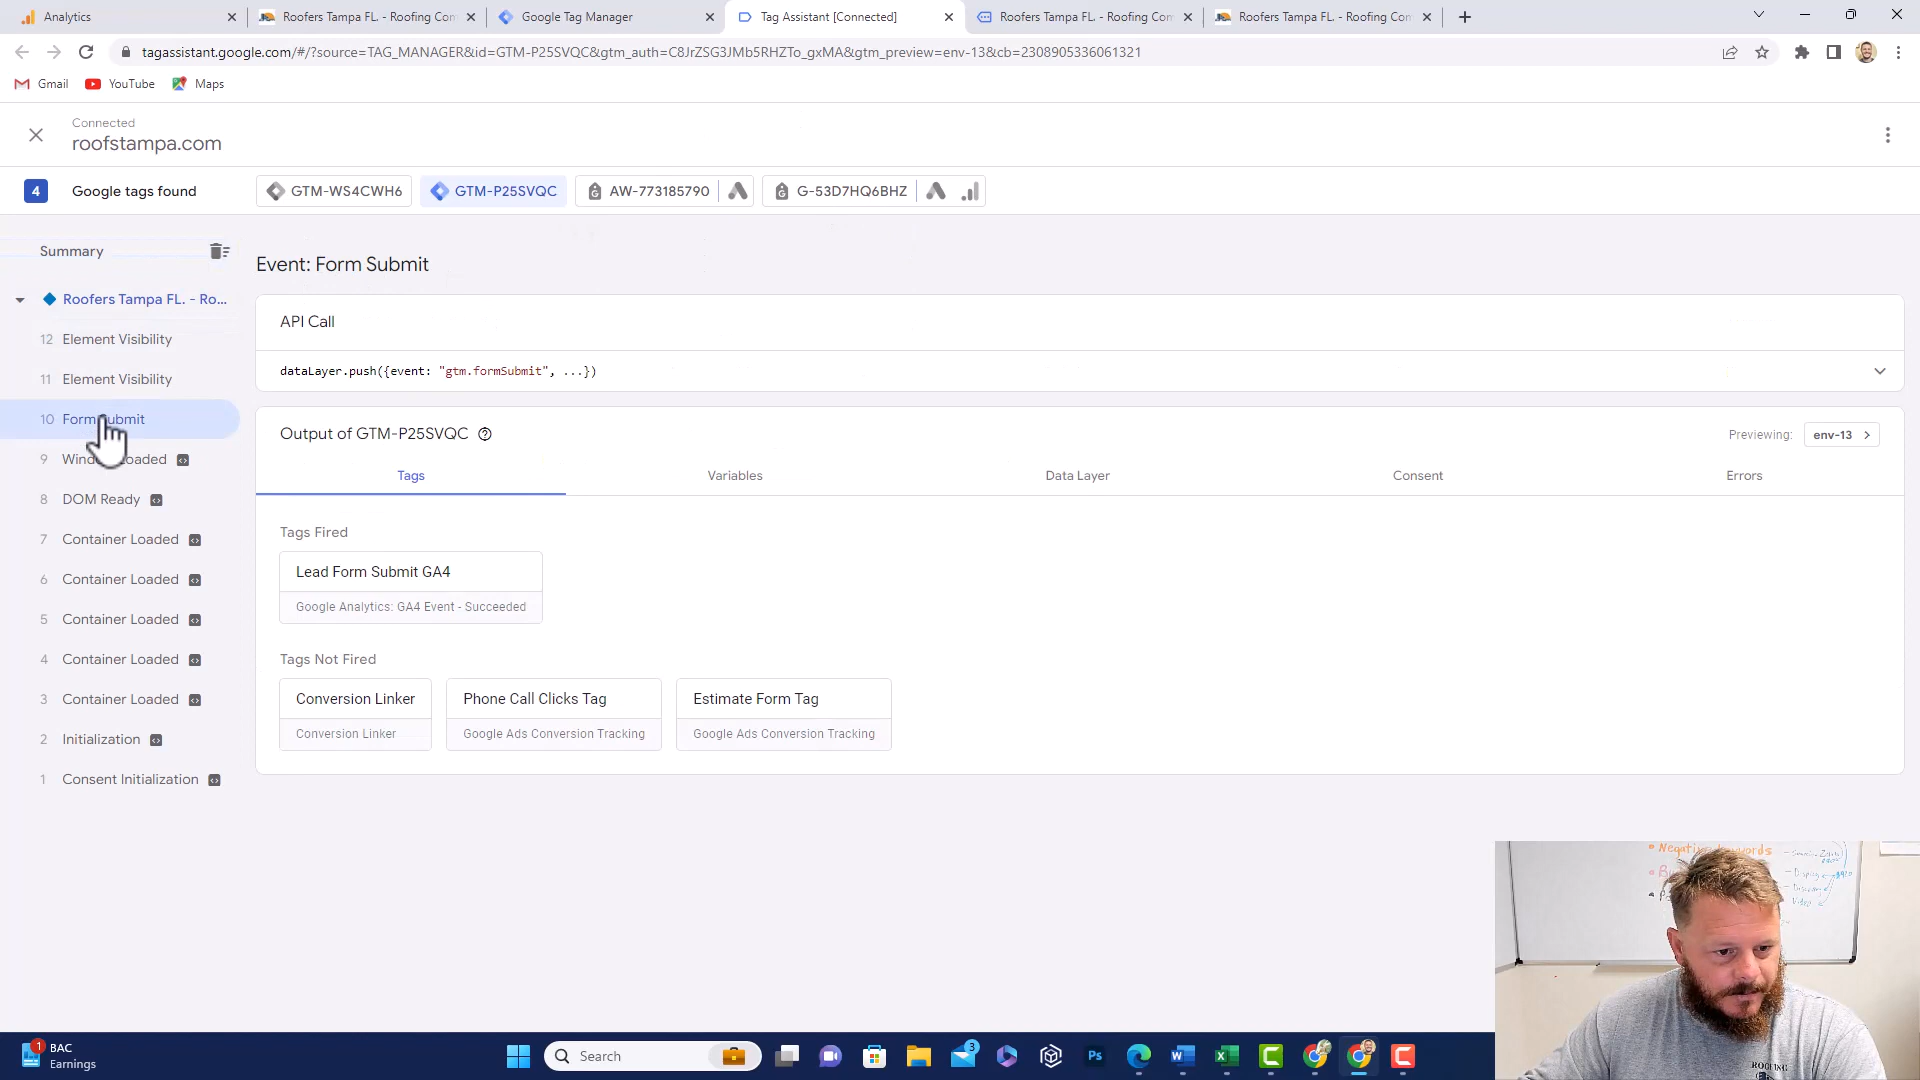 Analytics
Roofers Tampa FL. - Roofing Con
Google Tag Manager
Tag Assistant [Connected]
Roofers Tampa FL. - Roofing Con
Roofers Tampa FL. - Roofing Con
tagassistant.google.com/#/?source=TAG_MANAGER&id=GTM-P25SVQC&gtm_auth=C8JrZSG3JMb5RHZTo_gxMA&gtm_preview=env-13&cb=2308905336061321
Gmail
YouTube
Maps
Connected
roofstampa.com
4
Google tags found
GTM-WS4CWH6
GTM-P25SVQC
AW-773185790
G-53D7HQ6BHZ
Summary
Roofers Tampa FL. - Ro...
12 Element Visibility
11 Element Visibility
10 Form Submit
9 Window Loaded
8 DOM Ready
7 Container Loaded
6 Container Loaded
5 Container Loaded
4 Container Loaded
3 Container Loaded
2 Initialization
1 Consent Initialization
Event: Form Submit
API Call
dataLayer.push({event: "gtm.formSubmit", ...})
Output of GTM-P25SVQC
Previewing: env-13
Tags
Variables
Data Layer
Consent
Errors
Tags Fired
Lead Form Submit GA4
Google Analytics: GA4 Event - Succeeded
Tags Not Fired
Conversion Linker
Conversion Linker
Phone Call Clicks Tag
Google Ads Conversion Tracking
Estimate Form Tag
Google Ads Conversion Tracking
Negative keywords
Display
Video
ROOFING
1
BAC
Earnings
Search
3
Ps